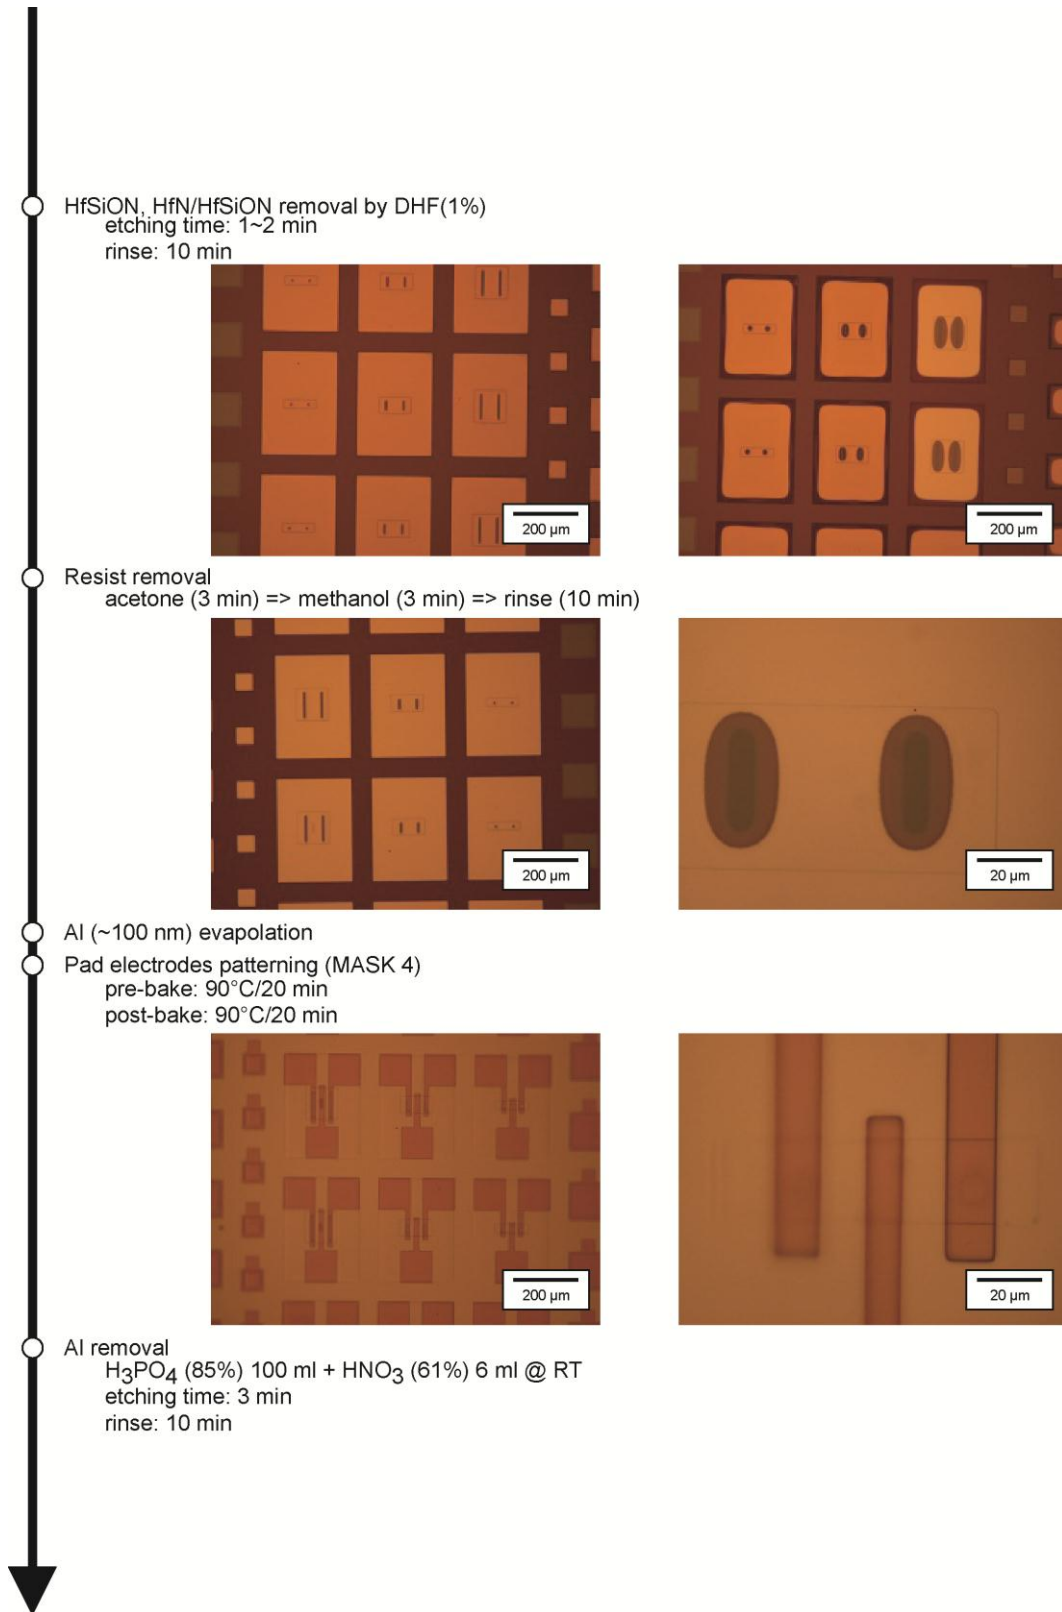 HfSiON, HfN/HfSiON removal by DHF(1%)
etching time: 1~2 min
rinse: 10 min
200 µm
200 µm
Resist removal
acetone (3 min) => methanol (3 min) => rinse (10 min)
200 µm
20 µm
Al (~100 nm) evapolation
Pad electrodes patterning (MASK 4)
pre-bake: 90°C/20 min
post-bake: 90°C/20 min
200 µm
20 µm
Al removal
H₃PO₄ (85%) 100 ml + HNO₃ (61%) 6 ml @ RT
etching time: 3 min
rinse: 10 min